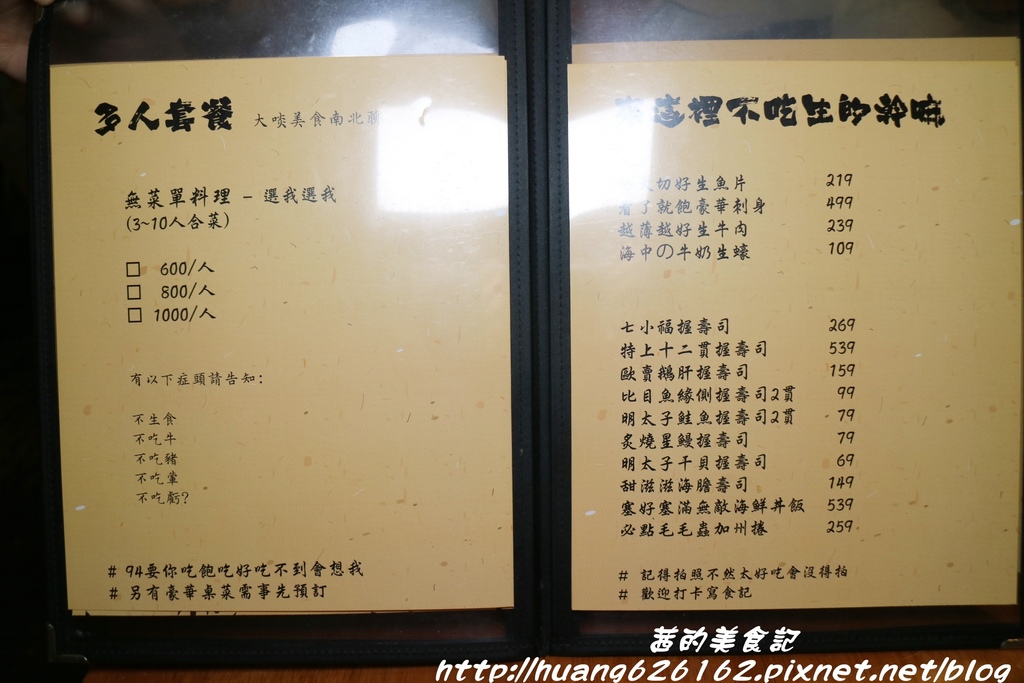 多人套餐 大啖美食南北
無菜單料理 - 選我選我
(3~10人合菜)
□ 600/人
□ 800/人
□ 1000/人
有以下症頭請告知:
不生食
不吃牛
不吃豬
不吃葷
不吃虧?
# 94要你吃飽吃好吃不到會想我
# 另有豪華桌菜需事先預訂
這裡不吃生的幹嘛
切好生魚片 219
了就飽豪華刺身 499
越薄越好生牛肉 239
海中の牛奶生蠔 109
七小福握壽司 269
特上十二貫握壽司 539
歐賣鵝肝握壽司 159
比目魚緣側握壽司2貫 99
明太子鮭魚握壽司2貫 79
炙燒星鰻握壽司 79
明太子干貝握壽司 69
甜滋滋海膽壽司 149
塞好塞滿無敵海鮮丼飯 539
必點毛毛蟲加州捲 259
# 記得拍照不然太好吃會沒得拍
# 歡迎打卡寫食記
茜的美食記
http://huang626162.pixnet.net/blog